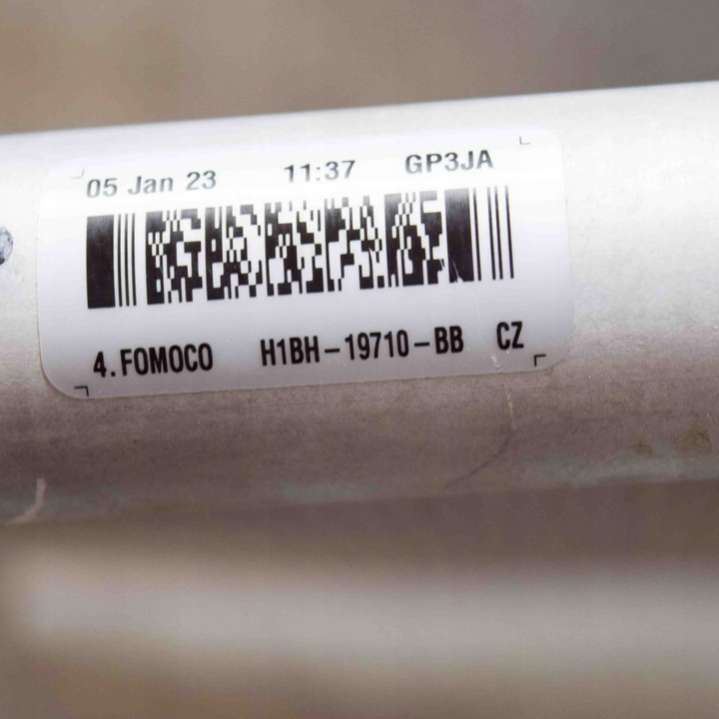 05 Jan 23 11:37 GP3JA
4.FOMOCO H1BH-19710-BB CZ